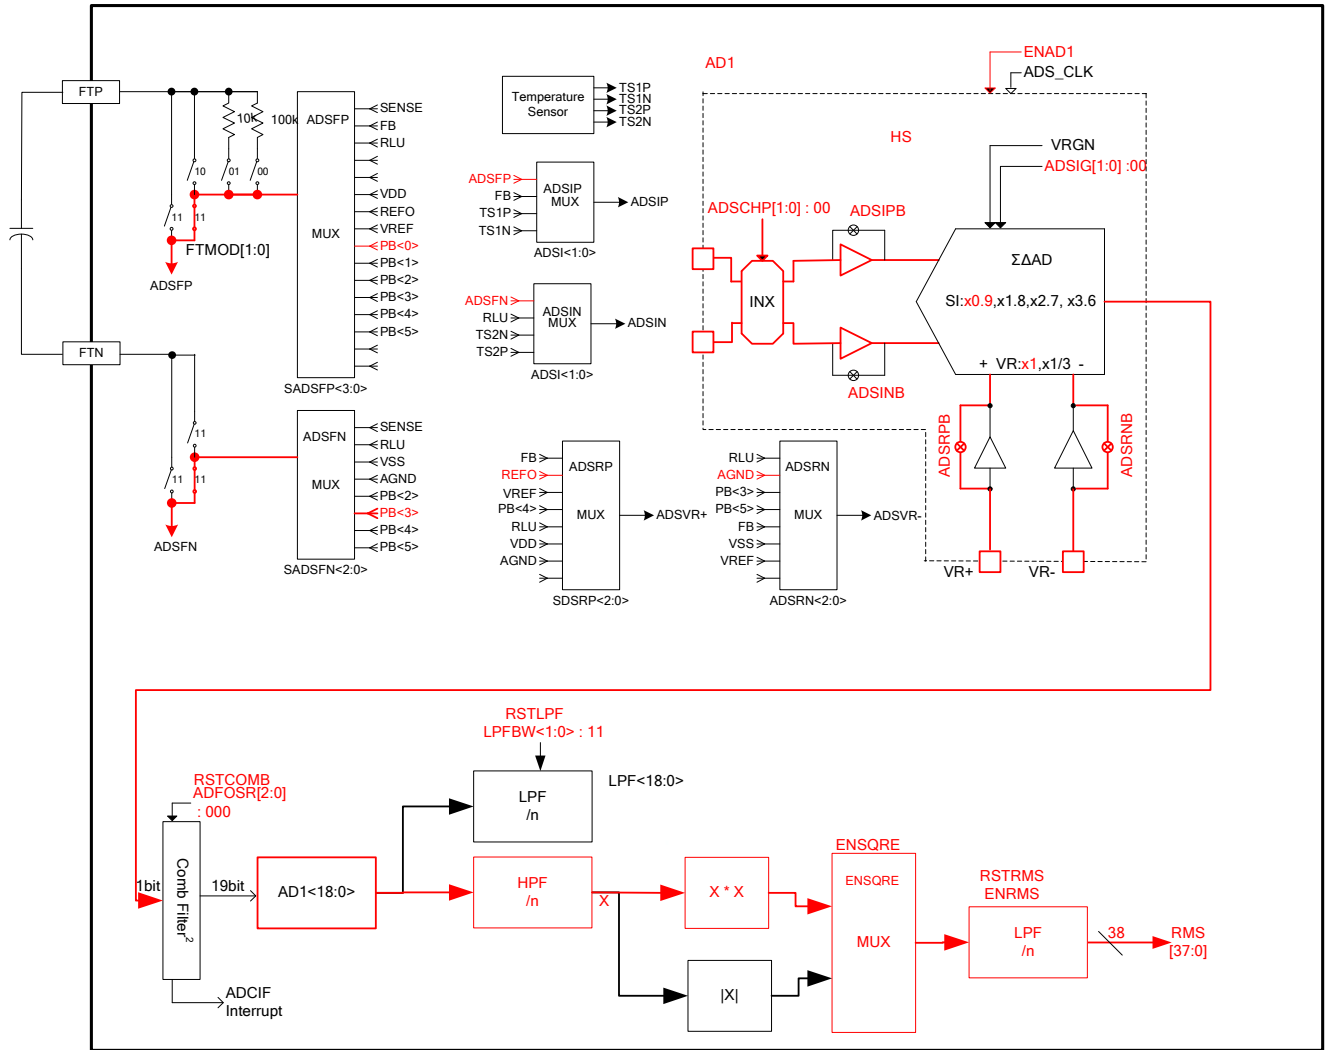 FTP
10k
100k
10
01
00
11
11
FTMOD[1:0]
ADSFP
ADSFP
MUX
SENSE
FB
RLU
VDD
REFO
VREF
PB<0>
PB<1>
PB<2>
PB<3>
PB<4>
PB<5>
SADSFP<3:0>
FTN
11
11
11
ADSFN
ADSFN
MUX
SENSE
RLU
VSS
AGND
PB<2>
PB<3>
PB<4>
PB<5>
SADSFN<2:0>
Temperature
Sensor
TS1P
TS1N
TS2P
TS2N
ADSFP
FB
TS1P
TS1N
ADSIP
MUX
ADSIP
ADSI<1:0>
ADSFN
RLU
TS2N
TS2P
ADSIN
MUX
ADSIN
ADSI<1:0>
FB
REFO
VREF
PB<4>
RLU
VDD
AGND
ADSRP
MUX
ADSVR+
SDSRP<2:0>
RLU
AGND
PB<3>
PB<5>
FB
VSS
VREF
ADSRN
MUX
ADSVR-
ADSRN<2:0>
AD1
ENAD1
ADS_CLK
HS
VRGN
ADSIG[1:0] :00
ADSCHP[1:0] : 00
INX
ADSIPB
ADSINB
ΣΔAD
SI:x0.9,x1.8,x2.7, x3.6
+ VR:x1,x1/3 -
ADSRPB
ADSRNB
VR+
VR-
RSTLPF
LPFBW<1:0> : 11
LPF
/n
LPF<18:0>
RSTCOMB
ADFOSR[2:0]
: 000
1bit
Comb Filter2
19bit
AD1<18:0>
HPF
/n
X
X * X
|X|
ENSQRE
ENSQRE
MUX
RSTRMS
ENRMS
LPF
/n
38
RMS
[37:0]
ADCIF
Interrupt